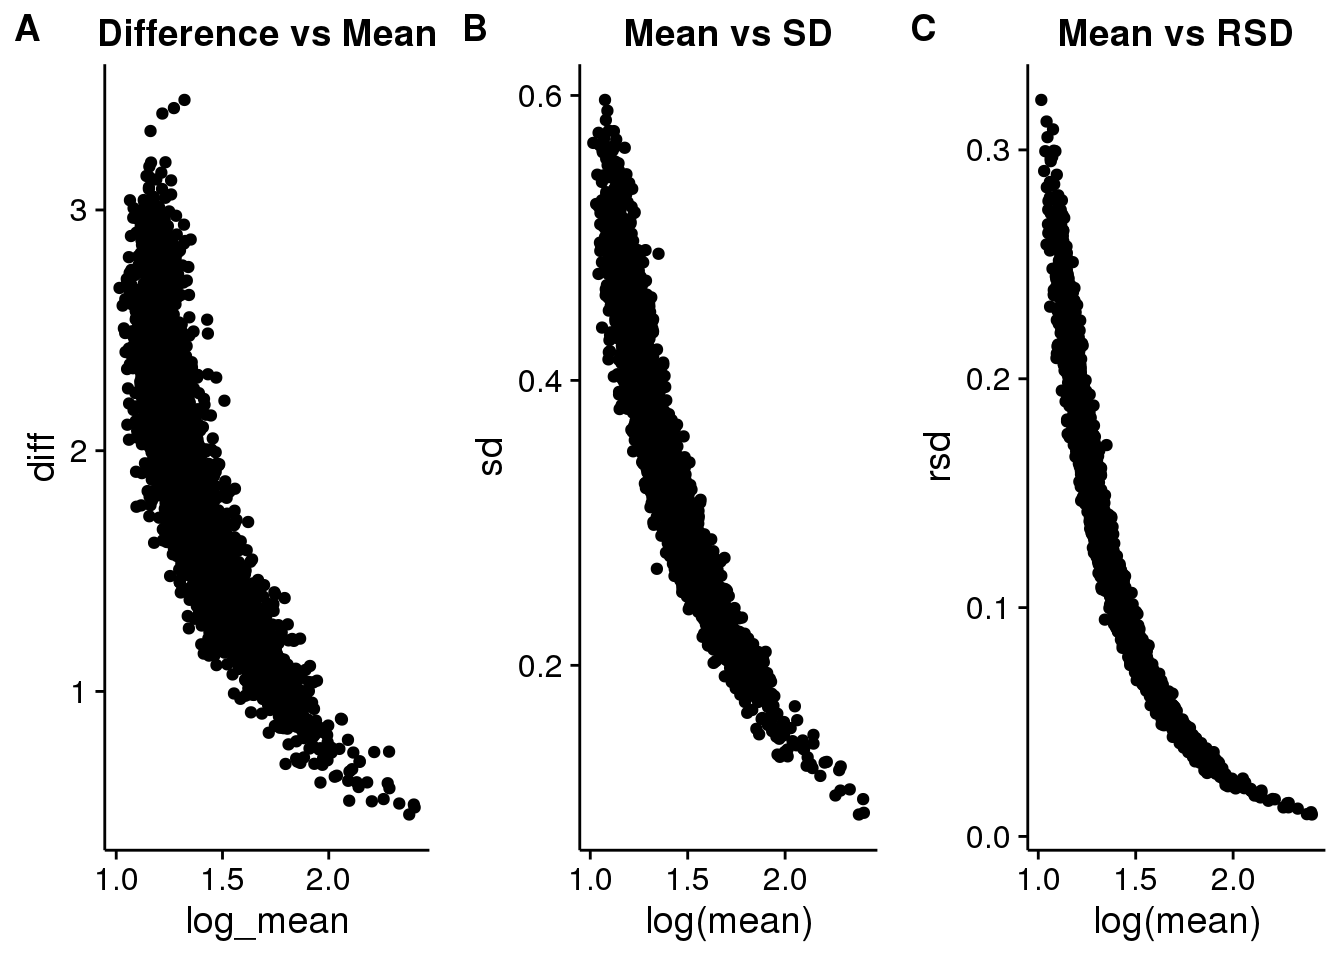 A
Difference vs Mean
diff
3
2
1
1.0 1.5 2.0
log_mean
B
Mean vs SD
sd
0.6
0.4
0.2
1.0 1.5 2.0
log(mean)
C
Mean vs RSD
rsd
0.3
0.2
0.1
0.0
1.0 1.5 2.0
log(mean)